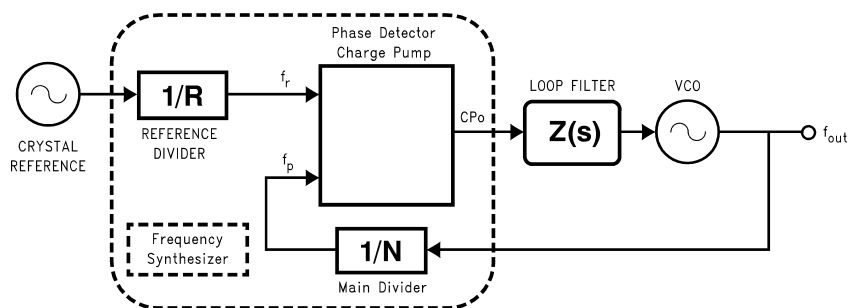 Phase Detector
Charge Pump
1/R
f_r
REFERENCE
DIVIDER
CRYSTAL
REFERENCE
CPo
LOOP FILTER
Z(s)
VCO
f_out
f_p
Frequency
Synthesizer
1/N
Main Divider